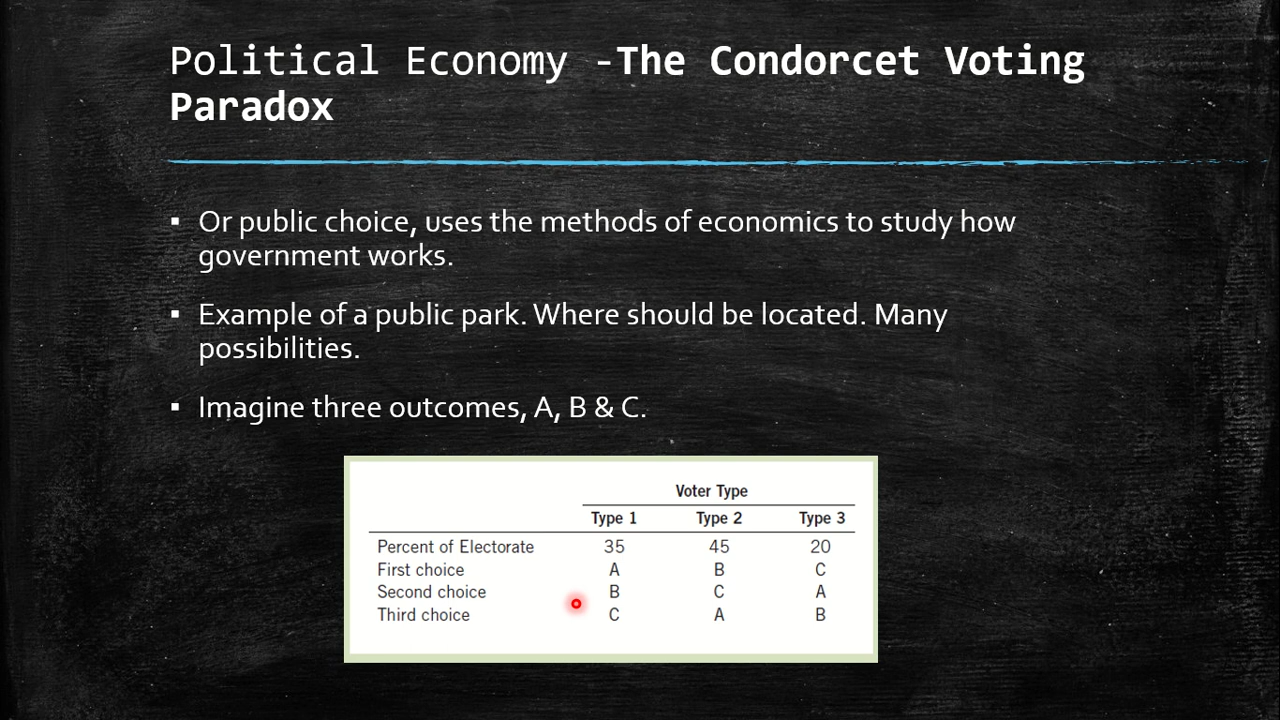 Political Economy -The Condorcet Voting
Paradox
▪ Or public choice, uses the methods of economics to study how
government works.
▪ Example of a public park. Where should be located. Many
possibilities.
▪ Imagine three outcomes, A, B & C.
Voter Type
Type 1 Type 2 Type 3
Percent of Electorate 35 45 20
First choice A B C
Second choice B C A
Third choice C A B